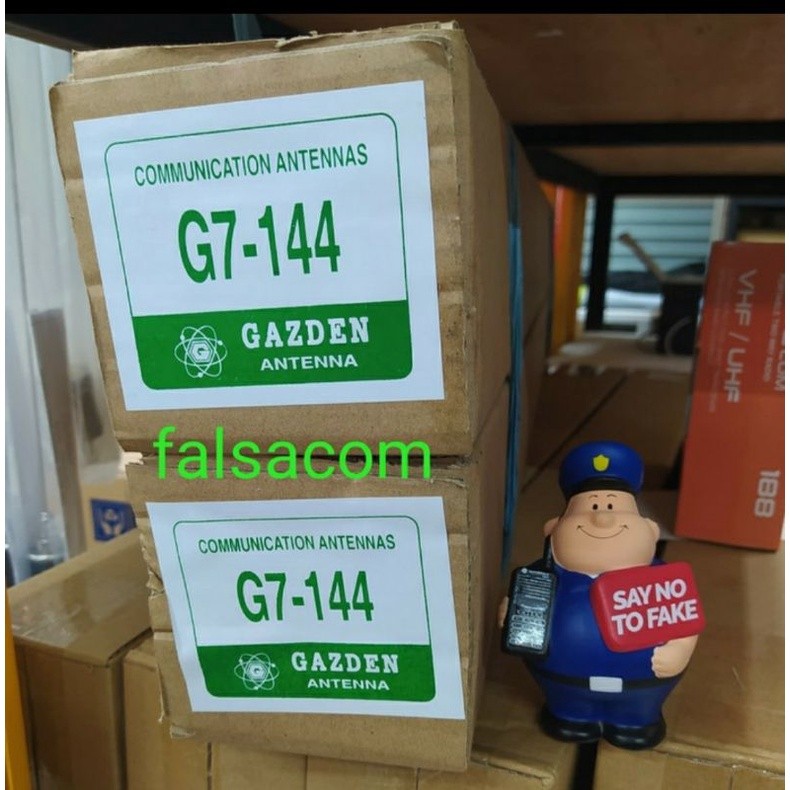 COMMUNICATION ANTENNAS
G7-144
G
GAZDEN
ANTENNA
falsacom
COMMUNICATION ANTENNAS
G7-144
G
GAZDEN
ANTENNA
SAY NO
TO FAKE
VHF / UHF
188